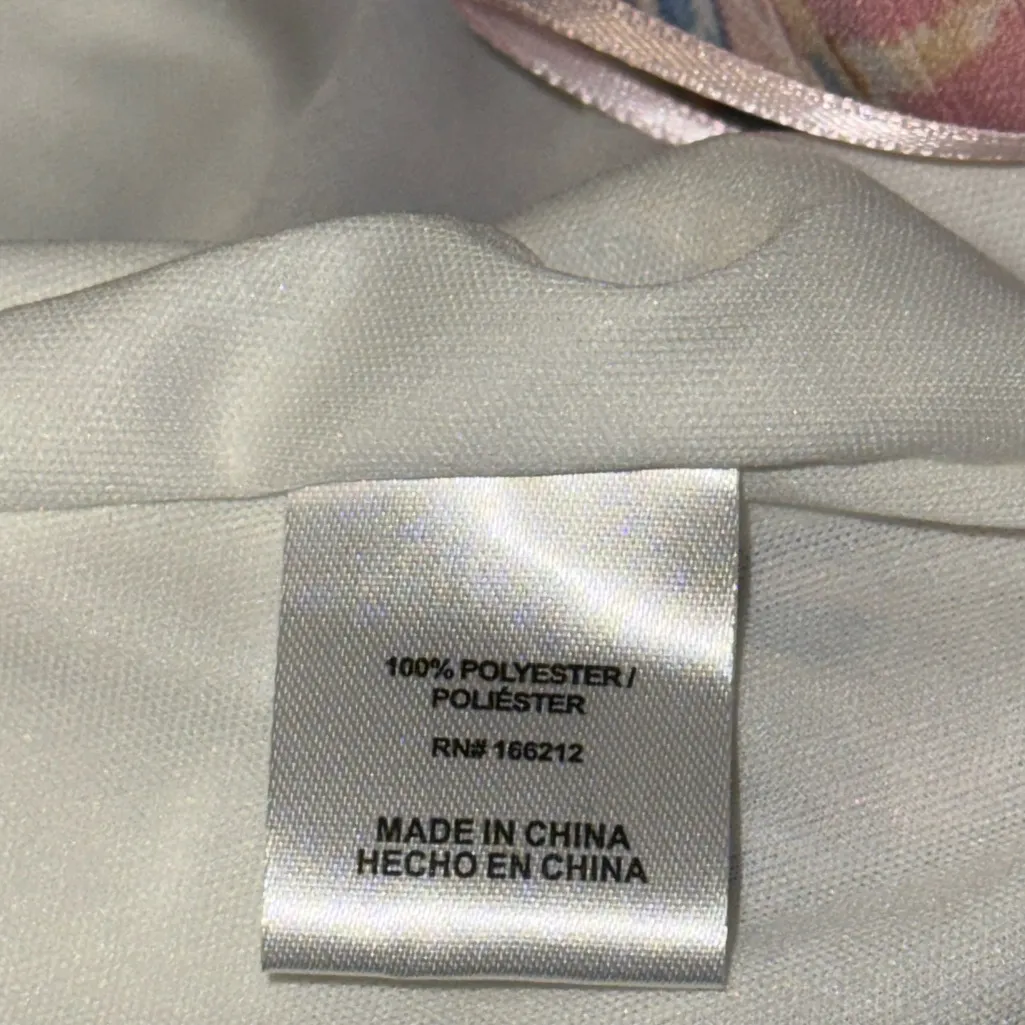 100% POLYESTER /
POLIÉSTER
RN# 166212
MADE IN CHINA
HECHO EN CHINA